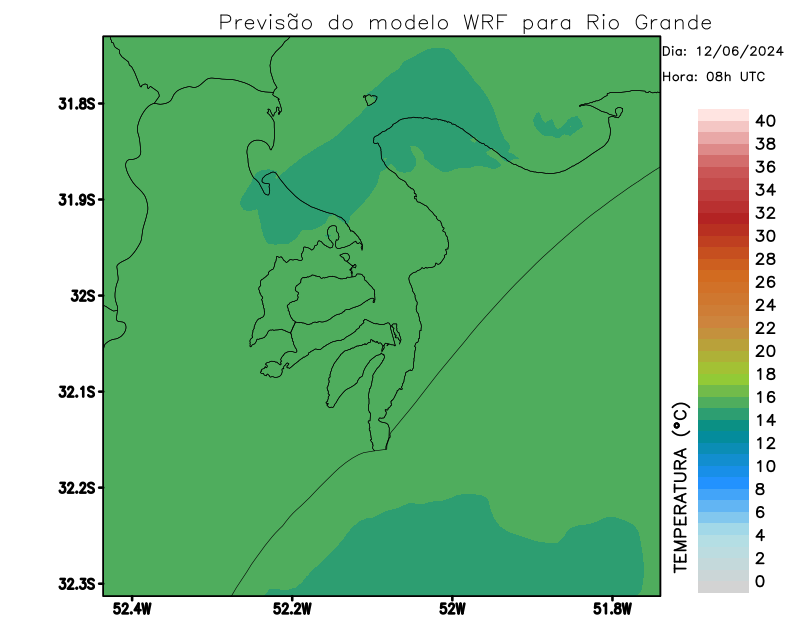 Previsão do modelo WRF para Rio Grande
Dia: 12/06/2024
Hora: 08h UTC
31.8S
31.9S
32S
32.1S
32.2S
32.3S
52.4W
52.2W
52W
51.8W
TEMPERATURA (°C)
40
38
36
34
32
30
28
26
24
22
20
18
16
14
12
10
8
6
4
2
0